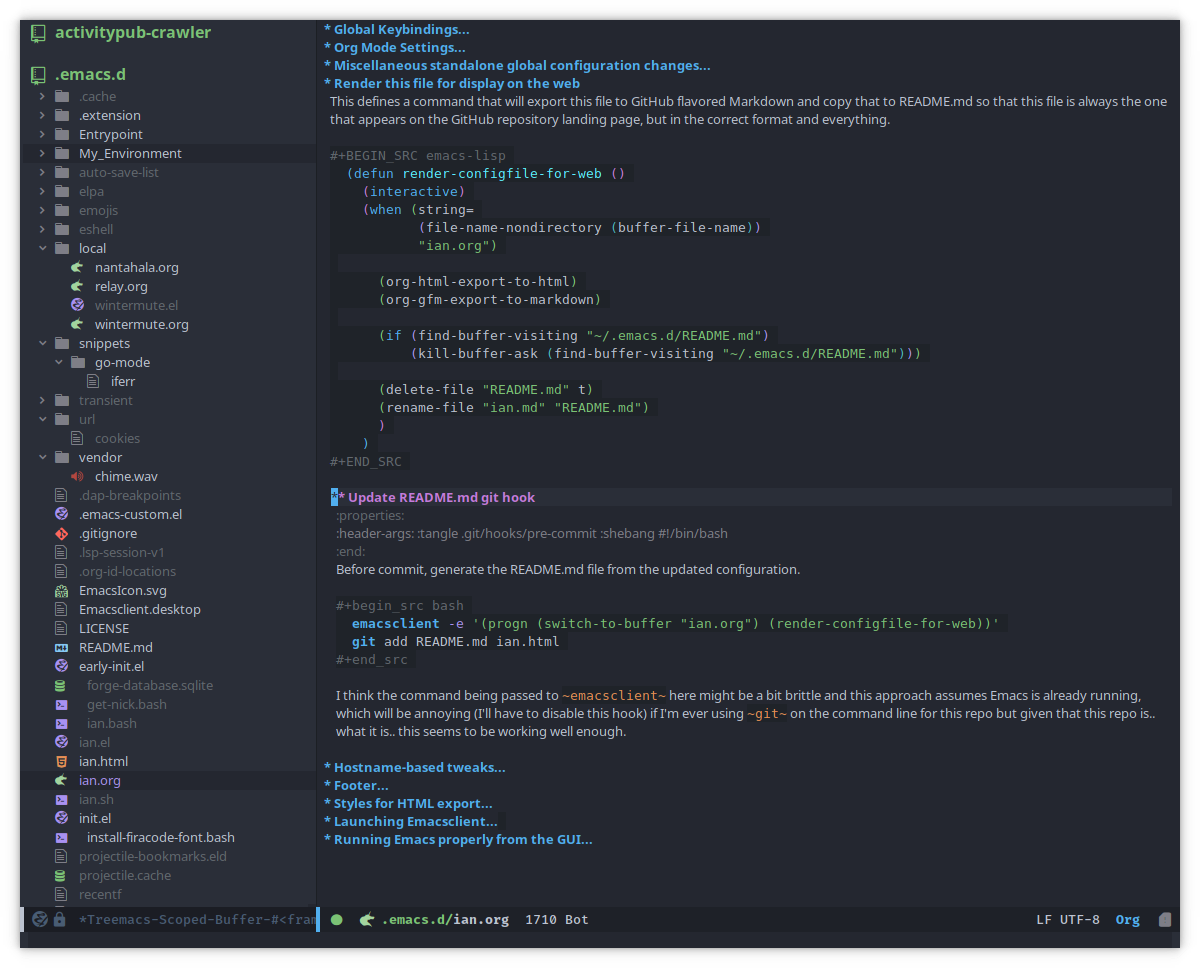 activitypub-crawler
.emacs.d
.cache
.extension
Entrypoint
My_Environment
auto-save-list
elpa
emojis
eshell
local
nantahala.org
relay.org
wintermute.el
wintermute.org
snippets
go-mode
iferr
transient
url
cookies
vendor
chime.wav
.dap-breakpoints
.emacs-custom.el
.gitignore
.lsp-session-v1
.org-id-locations
EmacsIcon.svg
Emacsclient.desktop
LICENSE
README.md
early-init.el
forge-database.sqlite
get-nick.bash
ian.bash
ian.el
ian.html
ian.org
ian.sh
init.el
install-firacode-font.bash
projectile-bookmarks.eld
projectile.cache
recentf
*Treemacs-Scoped-Buffer-#<fram
* Global Keybindings...
* Org Mode Settings...
* Miscellaneous standalone global configuration changes...
* Render this file for display on the web
This defines a command that will export this file to GitHub flavored Markdown and copy that to README.md so that this file is always the one
that appears on the GitHub repository landing page, but in the correct format and everything.
#+BEGIN_SRC emacs-lisp
(defun render-configfile-for-web ()
(interactive)
(when (string=
(file-name-nondirectory (buffer-file-name))
"ian.org")
(org-html-export-to-html)
(org-gfm-export-to-markdown)
(if (find-buffer-visiting "~/.emacs.d/README.md")
(kill-buffer-ask (find-buffer-visiting "~/.emacs.d/README.md")))
(delete-file "README.md" t)
(rename-file "ian.md" "README.md")
)
)
#+END_SRC
** Update README.md git hook
:properties:
:header-args: :tangle .git/hooks/pre-commit :shebang #!/bin/bash
:end:
Before commit, generate the README.md file from the updated configuration.
#+begin_src bash
emacsclient -e '(progn (switch-to-buffer "ian.org") (render-configfile-for-web))'
git add README.md ian.html
#+end_src
I think the command being passed to ~emacsclient~ here might be a bit brittle and this approach assumes Emacs is already running,
which will be annoying (I'll have to disable this hook) if I'm ever using ~git~ on the command line for this repo but given that this repo is..
what it is.. this seems to be working well enough.
* Hostname-based tweaks...
* Footer...
* Styles for HTML export...
* Launching Emacsclient...
* Running Emacs properly from the GUI...
.emacs.d/ian.org 1710 Bot LF UTF-8 Org